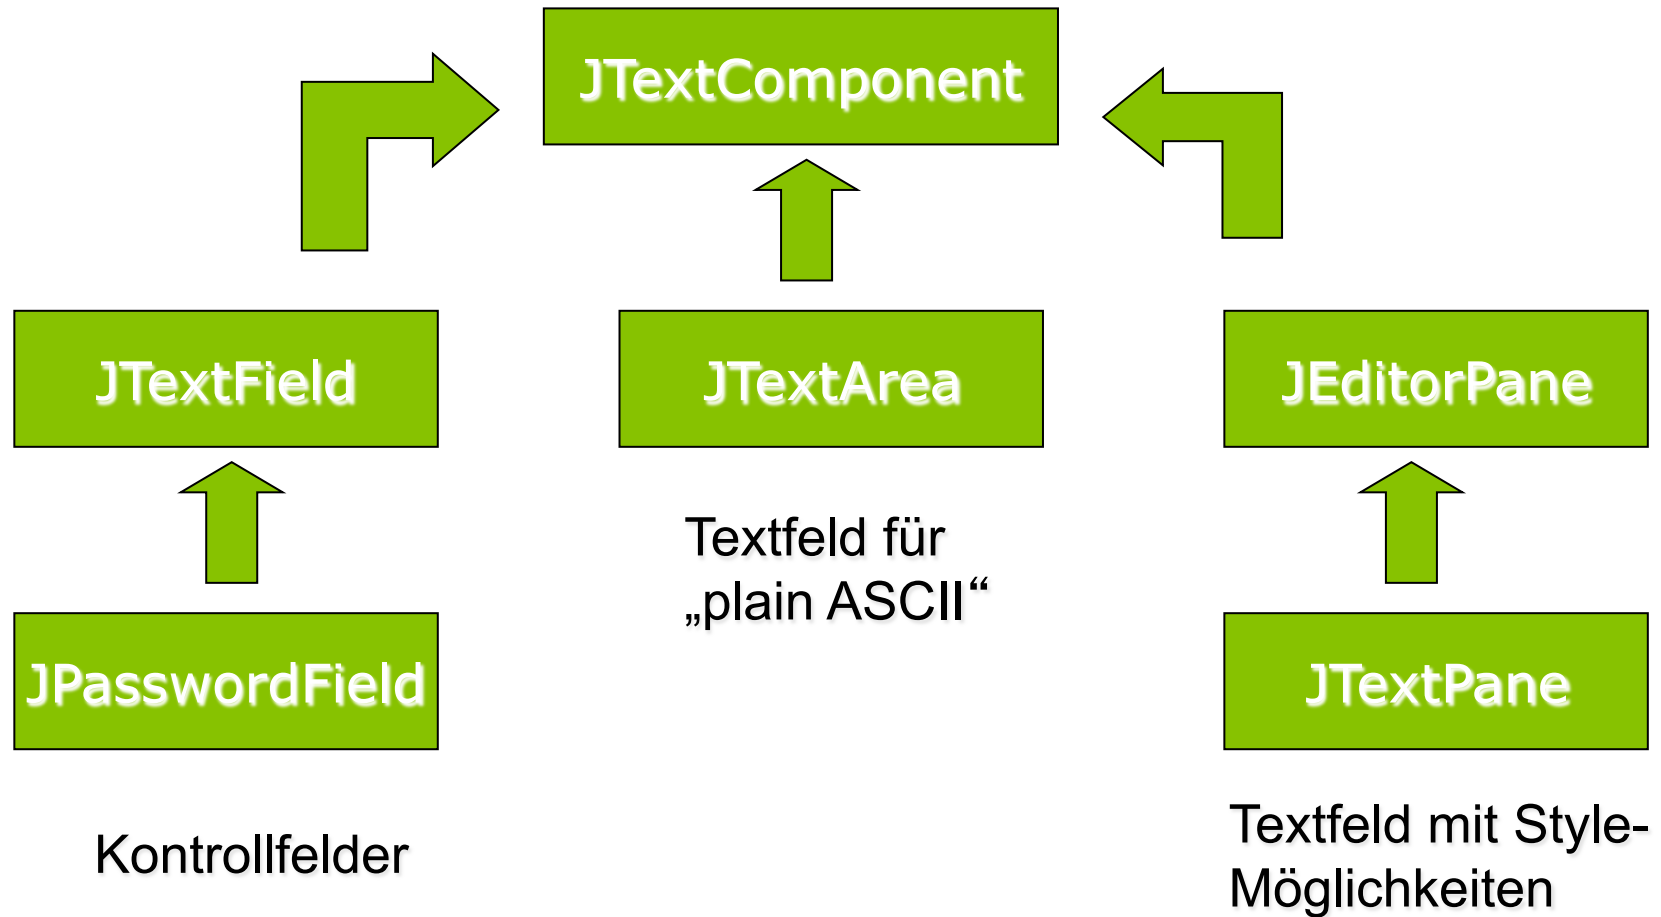 JTextComponent
JTextField
JTextArea
JEditorPane
Textfeld für
„plain ASCII“
JPasswordField
JTextPane
Kontrollfelder
Textfeld mit Style-
Möglichkeiten